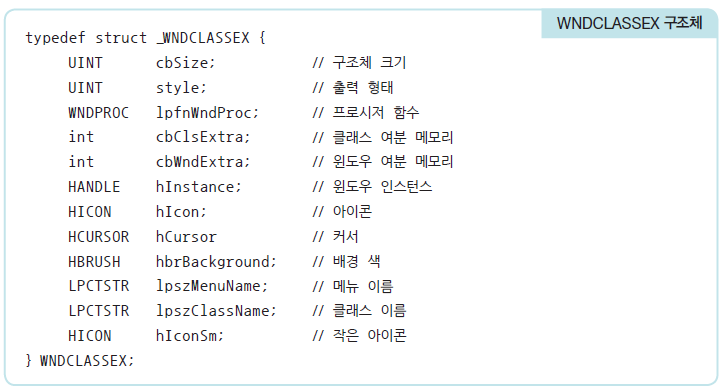 WNDCLASSEX 구조체
typedef struct _WNDCLASSEX {
UINT cbSize; // 구조체 크기
UINT style; // 출력 형태
WNDPROC lpfnWndProc; // 프로시저 함수
int cbClsExtra; // 클래스 여분 메모리
int cbWndExtra; // 윈도우 여분 메모리
HANDLE hInstance; // 윈도우 인스턴스
HICON hIcon; // 아이콘
HCURSOR hCursor // 커서
HBRUSH hbrBackground; // 배경 색
LPCTSTR lpszMenuName; // 메뉴 이름
LPCTSTR lpszClassName; // 클래스 이름
HICON hIconSm; // 작은 아이콘
} WNDCLASSEX;